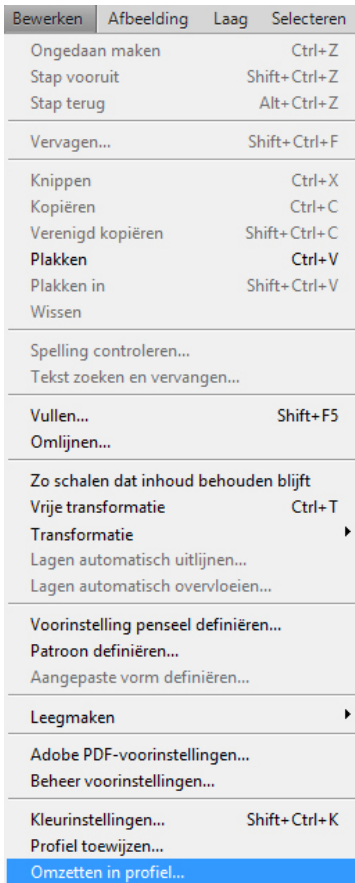 Bewerken Afbeelding Laag Selecteren
Ongedaan maken Ctrl+Z
Stap vooruit Shift+Ctrl+Z
Stap terug Alt+Ctrl+Z
Vervagen... Shift+Ctrl+F
Knippen Ctrl+X
Kopiëren Ctrl+C
Verenigd kopiëren Shift+Ctrl+C
Plakken Ctrl+V
Plakken in Shift+Ctrl+V
Wissen
Spelling controleren...
Tekst zoeken en vervangen...
Vullen... Shift+F5
Omlijnen...
Zo schalen dat inhoud behouden blijft
Vrije transformatie Ctrl+T
Transformatie
Lagen automatisch uitlijnen...
Lagen automatisch overvloeien...
Voorinstelling penseel definiëren...
Patroon definiëren...
Aangepaste vorm definiëren...
Leegmaken
Adobe PDF-voorinstellingen...
Beheer voorinstellingen...
Kleurinstellingen... Shift+Ctrl+K
Profiel toewijzen...
Omzetten in profiel...